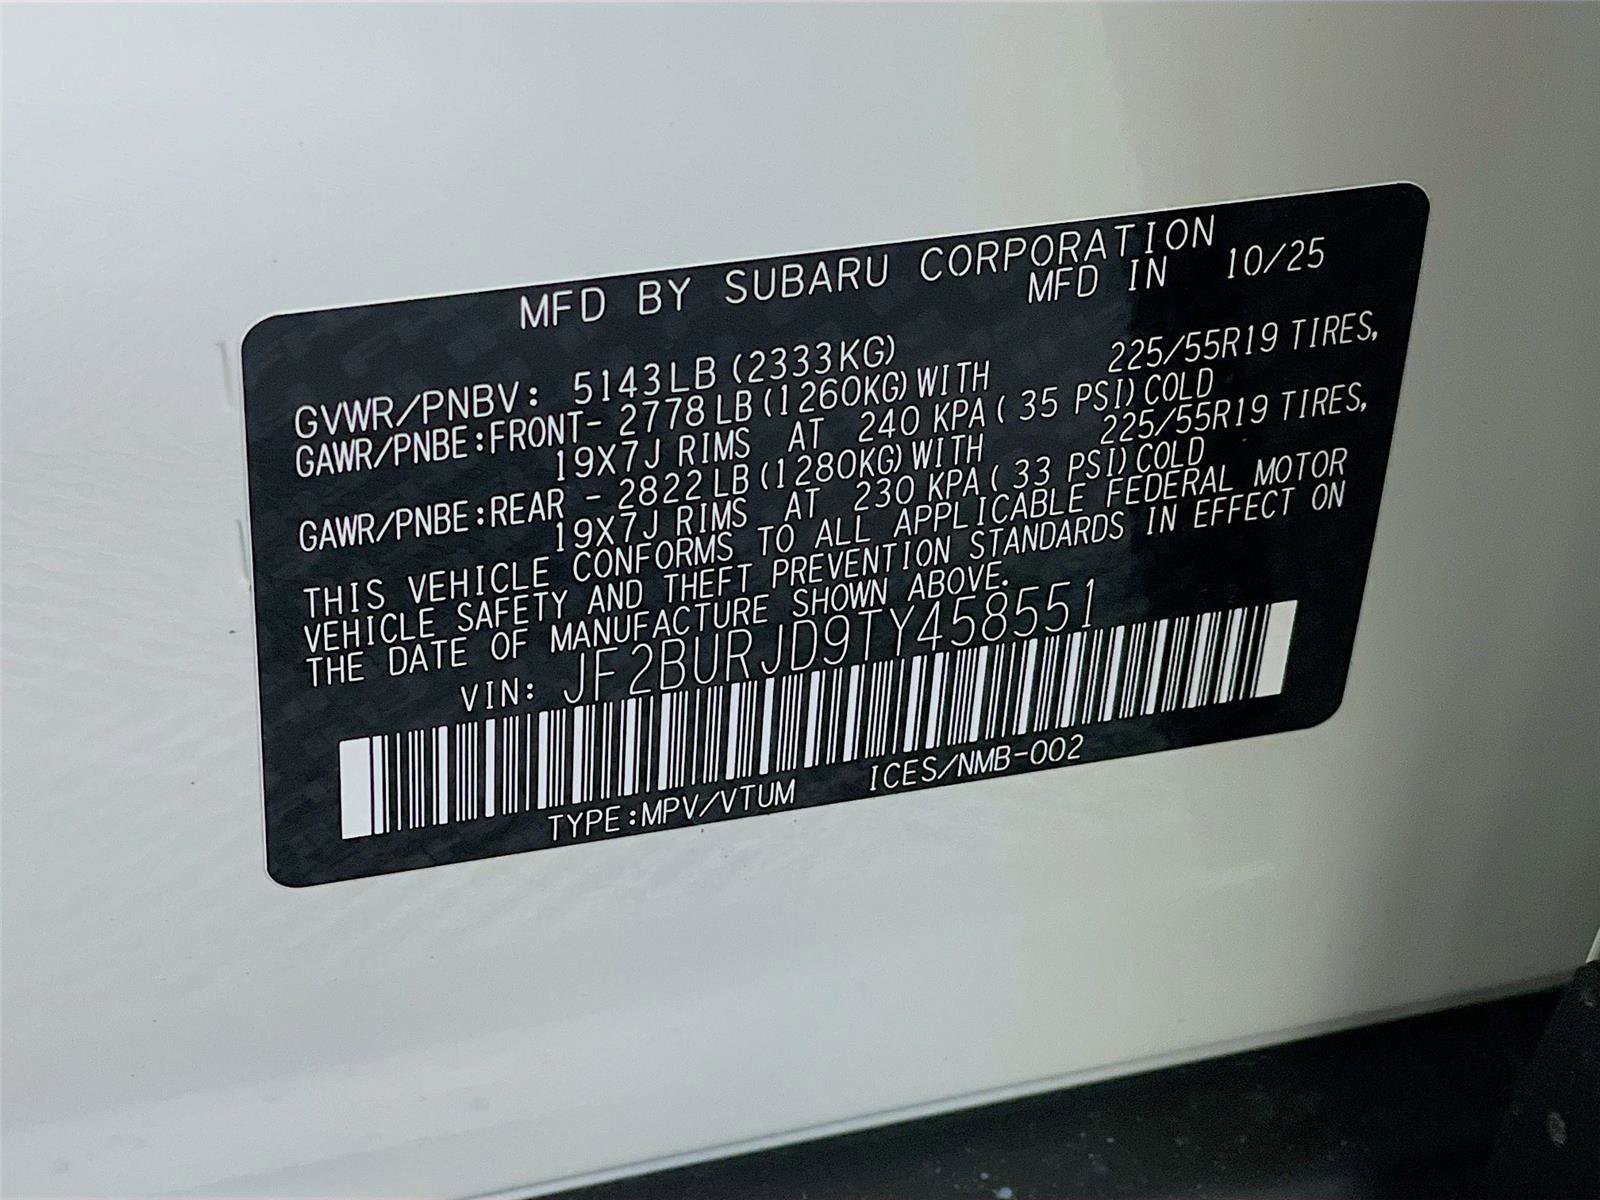 MFD BY SUBARU CORPORATION
MFD IN 10/25
GVWR/PNBV: 5143LB (2333KG)
GAWR/PNBE:FRONT- 2778LB(1260KG)WITH 225/55R19 TIRES,
19X7J RIMS AT 240 KPA( 35 PSI)COLD
GAWR/PNBE:REAR - 2822LB(1280KG)WITH 225/55R19 TIRES,
19X7J RIMS AT 230 KPA( 33 PSI)COLD
THIS VEHICLE CONFORMS TO ALL APPLICABLE FEDERAL MOTOR
VEHICLE SAFETY AND THEFT PREVENTION STANDARDS IN EFFECT ON
THE DATE OF MANUFACTURE SHOWN ABOVE.
VIN: JF2BURJD9TY458551
TYPE:MPV/VTUM ICES/NMB-002